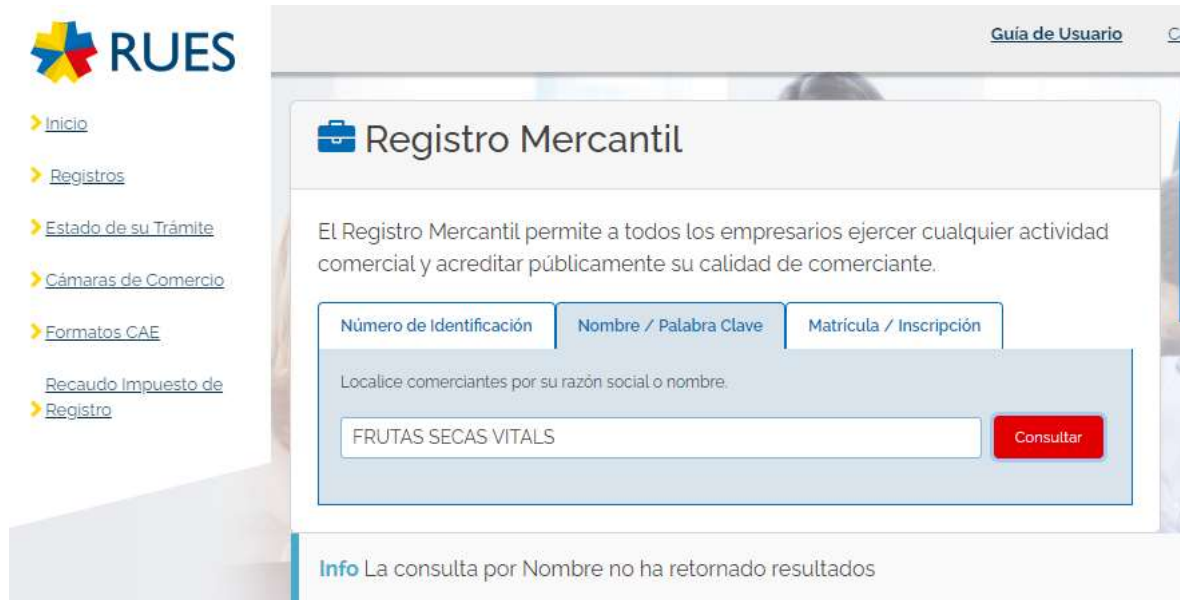 RUES
Guía de Usuario
Inicio
Registros
Estado de su Trámite
Cámaras de Comercio
Formatos CAE
Recaudo Impuesto de
Registro
Registro Mercantil
El Registro Mercantil permite a todos los empresarios ejercer cualquier actividad
comercial y acreditar públicamente su calidad de comerciante.
Número de Identificación
Nombre / Palabra Clave
Matrícula / Inscripción
Localice comerciantes por su razón social o nombre.
FRUTAS SECAS VITALS
Consultar
Info La consulta por Nombre no ha retornado resultados